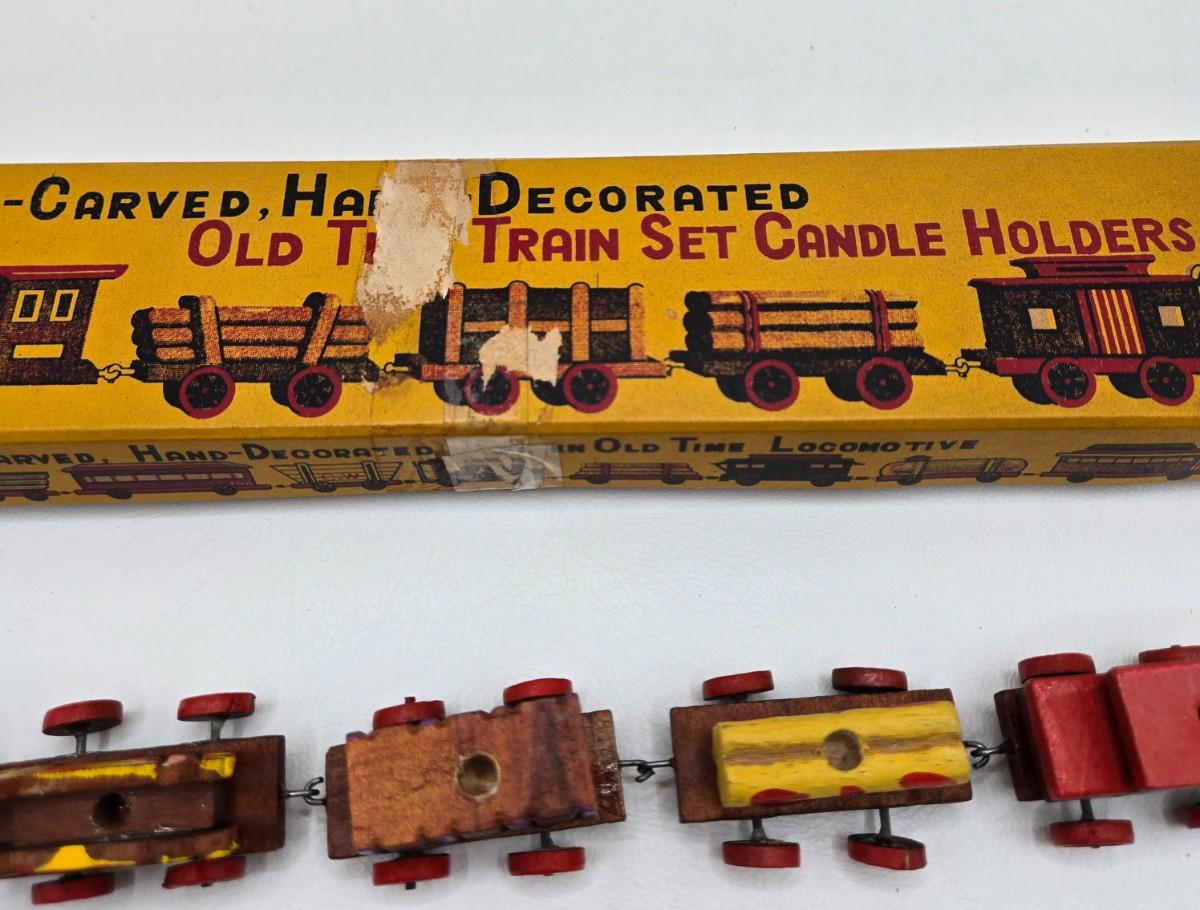 -CARVED, HA -DECORATED
OLD TI TRAIN SET CANDLE HOLDERS
ARVED, HAND-DECORATED IN OLD TIME LOCOMOTIVE